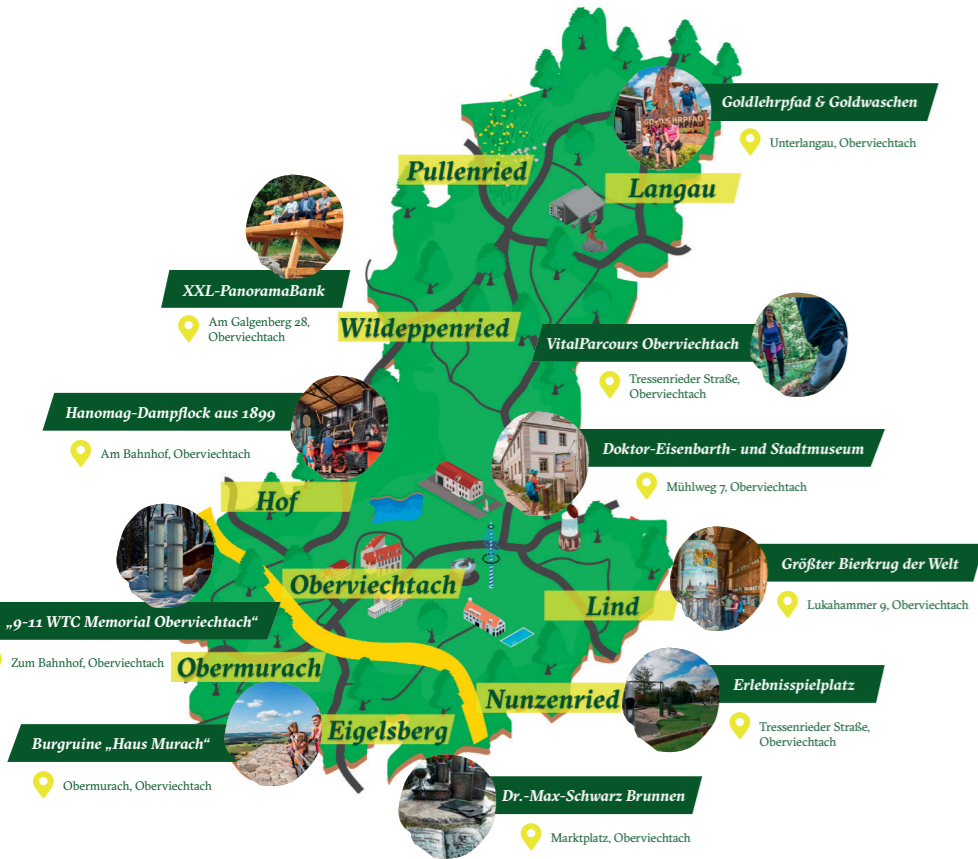 Goldlehrpfad & Goldwaschen
Unterlangau, Oberviechtach
GOLDLEHRPFAD
Pullenried
Langau
XXL-PanoramaBank
Am Galgenberg 28,
Oberviechtach
Wildeppenried
VitalParcours Oberviechtach
Tressenrieder Straße,
Oberviechtach
Hanomag-Dampflock aus 1899
Am Bahnhof, Oberviechtach
Doktor-Eisenbarth- und Stadtmuseum
Mühlweg 7, Oberviechtach
Hof
Größter Bierkrug der Welt
Lukahammer 9, Oberviechtach
Oberviechtach
Lind
„9-11 WTC Memorial Oberviechtach“
Zum Bahnhof, Oberviechtach
Obermurach
Nunzenried
Erlebnisspielplatz
Tressenrieder Straße,
Oberviechtach
Eigelsberg
Burgruine „Haus Murach“
Obermurach, Oberviechtach
Dr.-Max-Schwarz Brunnen
Marktplatz, Oberviechtach